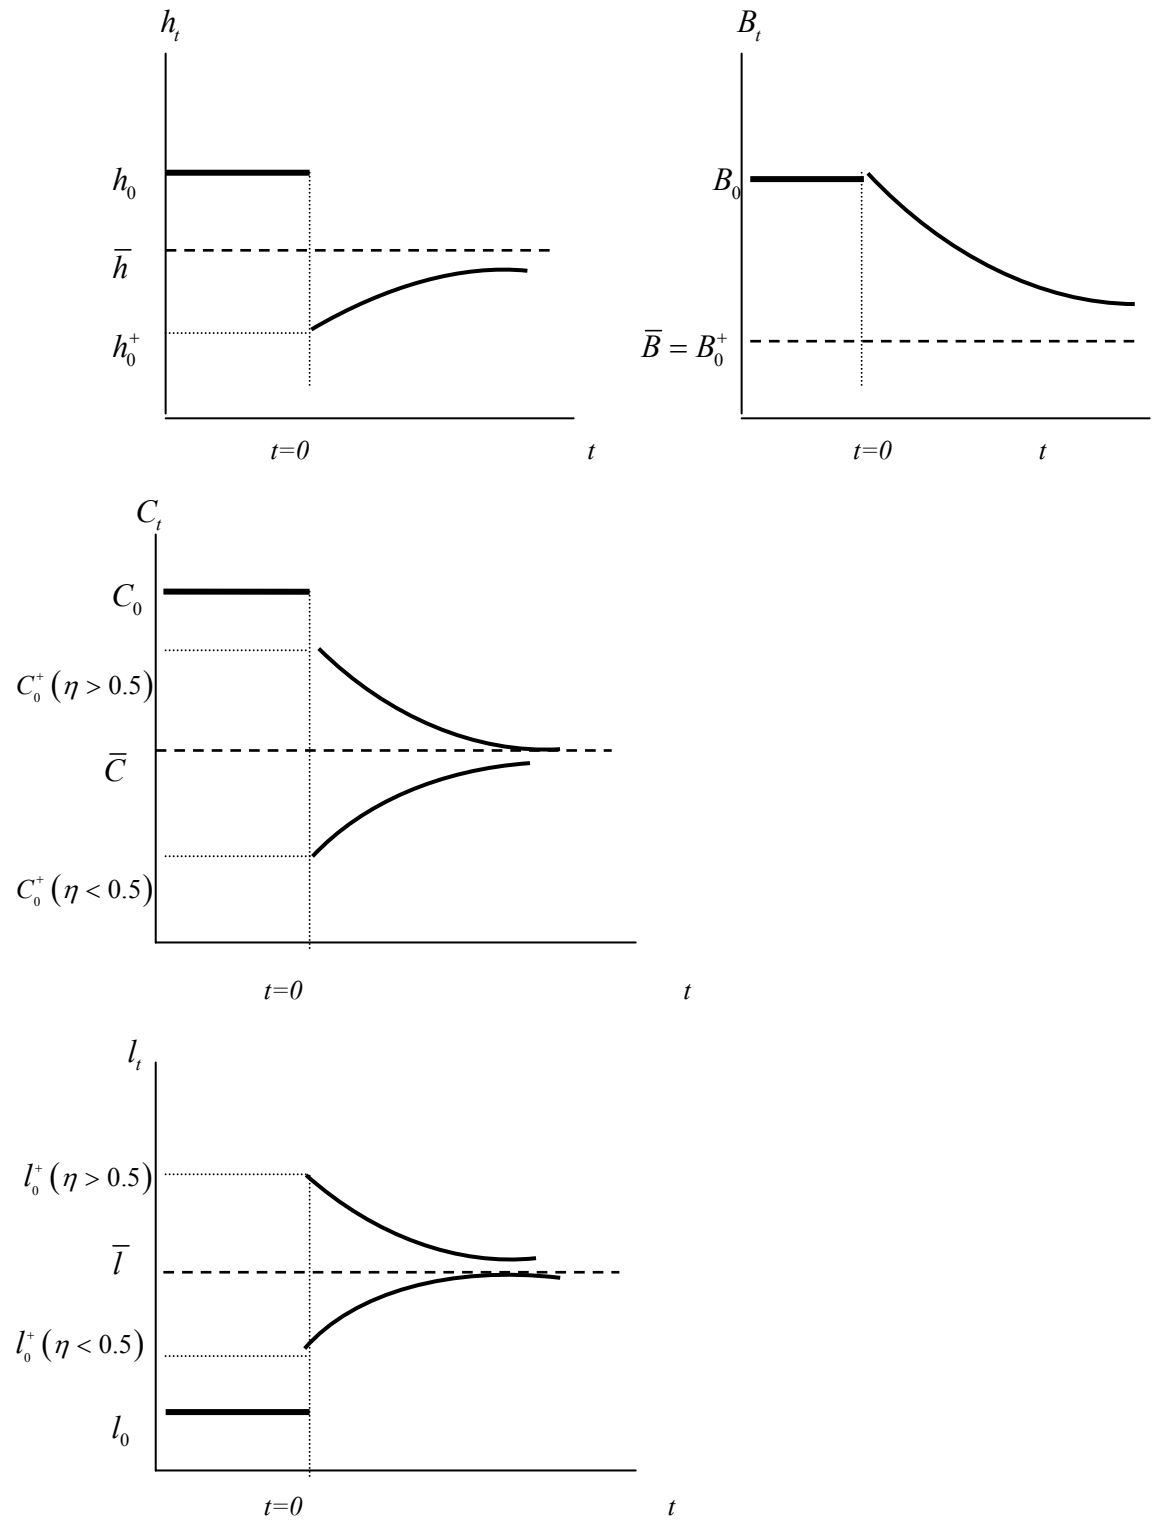 h_t
h_0
h̄
h_0^+
t=0 t
B_t
B_0
B̄ = B_0^+
t=0 t
C_t
C_0
C_0^+ (η > 0.5)
C̄
C_0^+ (η < 0.5)
t=0 t
l_t
l_0^+ (η > 0.5)
l̄
l_0^+ (η < 0.5)
l_0
t=0 t